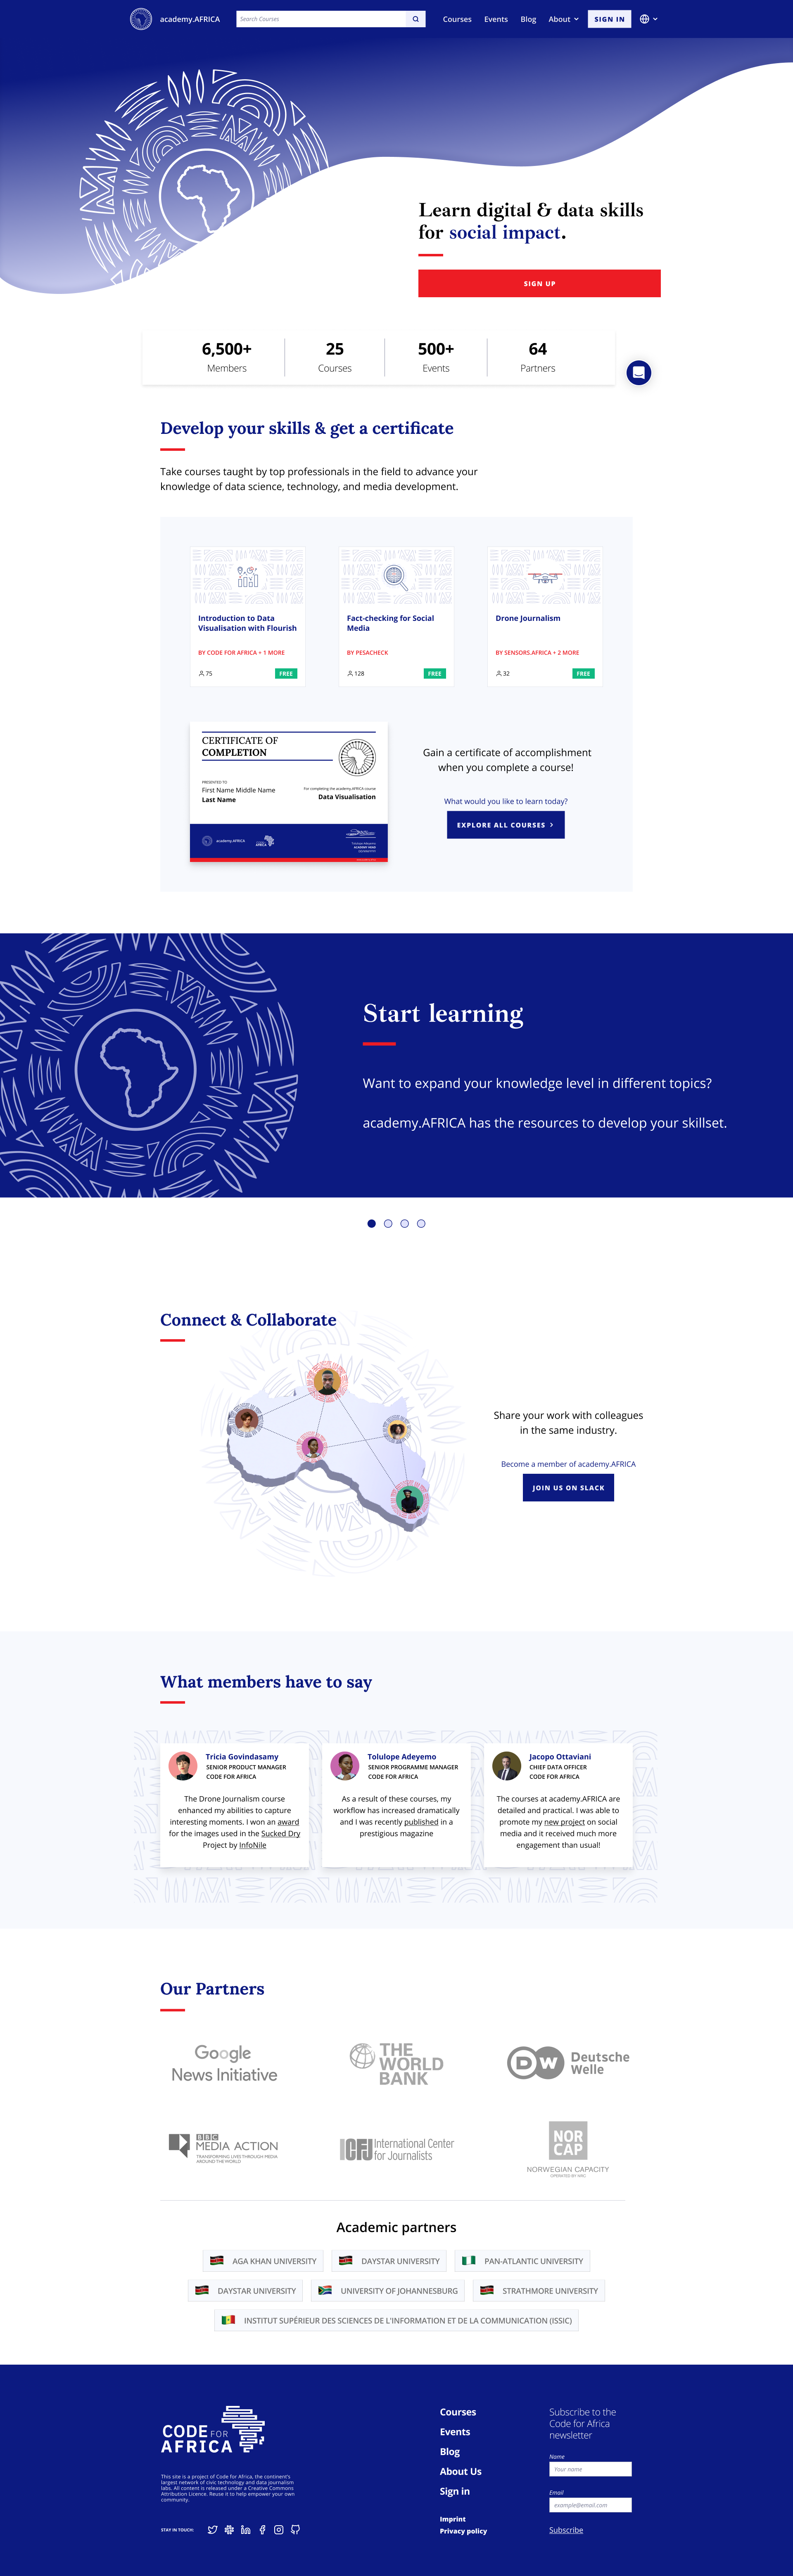 academy.AFRICA
Search Courses
Courses
Events
Blog
About
SIGN IN
Learn digital & data skills
for social impact.
SIGN UP
6,500+
Members
25
Courses
500+
Events
64
Partners
Develop your skills & get a certificate
Take courses taught by top professionals in the field to advance your
knowledge of data science, technology, and media development.
Introduction to Data
Visualisation with Flourish
BY CODE FOR AFRICA + 1 MORE
75
FREE
Fact-checking for Social
Media
BY PESACHECK
128
FREE
Drone Journalism
BY SENSORS.AFRICA + 2 MORE
32
FREE
CERTIFICATE OF
COMPLETION
PRESENTED TO:
First Name Middle Name
Last Name
For completing the academy.AFRICA course
Data Visualisation
academy.AFRICA
CODE FOR
AFRICA
Tolulope Adeyemo
ACADEMY HEAD
Gain a certificate of accomplishment
when you complete a course!
What would you like to learn today?
EXPLORE ALL COURSES
Start learning
Want to expand your knowledge level in different topics?
academy.AFRICA has the resources to develop your skillset.
Connect & Collaborate
Share your work with colleagues
in the same industry.
Become a member of academy.AFRICA
JOIN US ON SLACK
What members have to say
Tricia Govindasamy
SENIOR PRODUCT MANAGER
CODE FOR AFRICA
The Drone Journalism course
enhanced my abilities to capture
interesting moments. I won an award
for the images used in the Sucked Dry
Project by InfoNile
Tolulope Adeyemo
SENIOR PROGRAMME MANAGER
CODE FOR AFRICA
As a result of these courses, my
workflow has increased dramatically
and I was recently published in a
prestigious magazine
Jacopo Ottaviani
CHIEF DATA OFFICER
CODE FOR AFRICA
The courses at academy.AFRICA are
detailed and practical. I was able to
promote my new project on social
media and it received much more
engagement than usual!
Our Partners
Google
News Initiative
THE
WORLD
BANK
DW
Deutsche
Welle
BBC
MEDIA ACTION
TRANSFORMING LIVES THROUGH MEDIA
AROUND THE WORLD
ICFJ
International Center
for Journalists
NOR
CAP
NORWEGIAN CAPACITY
OPERATED BY NRC
Academic partners
AGA KHAN UNIVERSITY
DAYSTAR UNIVERSITY
PAN-ATLANTIC UNIVERSITY
DAYSTAR UNIVERSITY
UNIVERSITY OF JOHANNESBURG
STRATHMORE UNIVERSITY
INSTITUT SUPÉRIEUR DES SCIENCES DE L'INFORMATION ET DE LA COMMUNICATION (ISSIC)
CODE FOR
AFRICA
This site is a project of Code for Africa, the continent's
largest network of civic technology and data journalism
labs. All content is released under a Creative Commons
Attribution Licence. Reuse it to help empower your own
community.
STAY IN TOUCH:
Courses
Events
Blog
About Us
Sign in
Imprint
Privacy policy
Subscribe to the
Code for Africa
newsletter
Name
Your name
Email
example@email.com
Subscribe